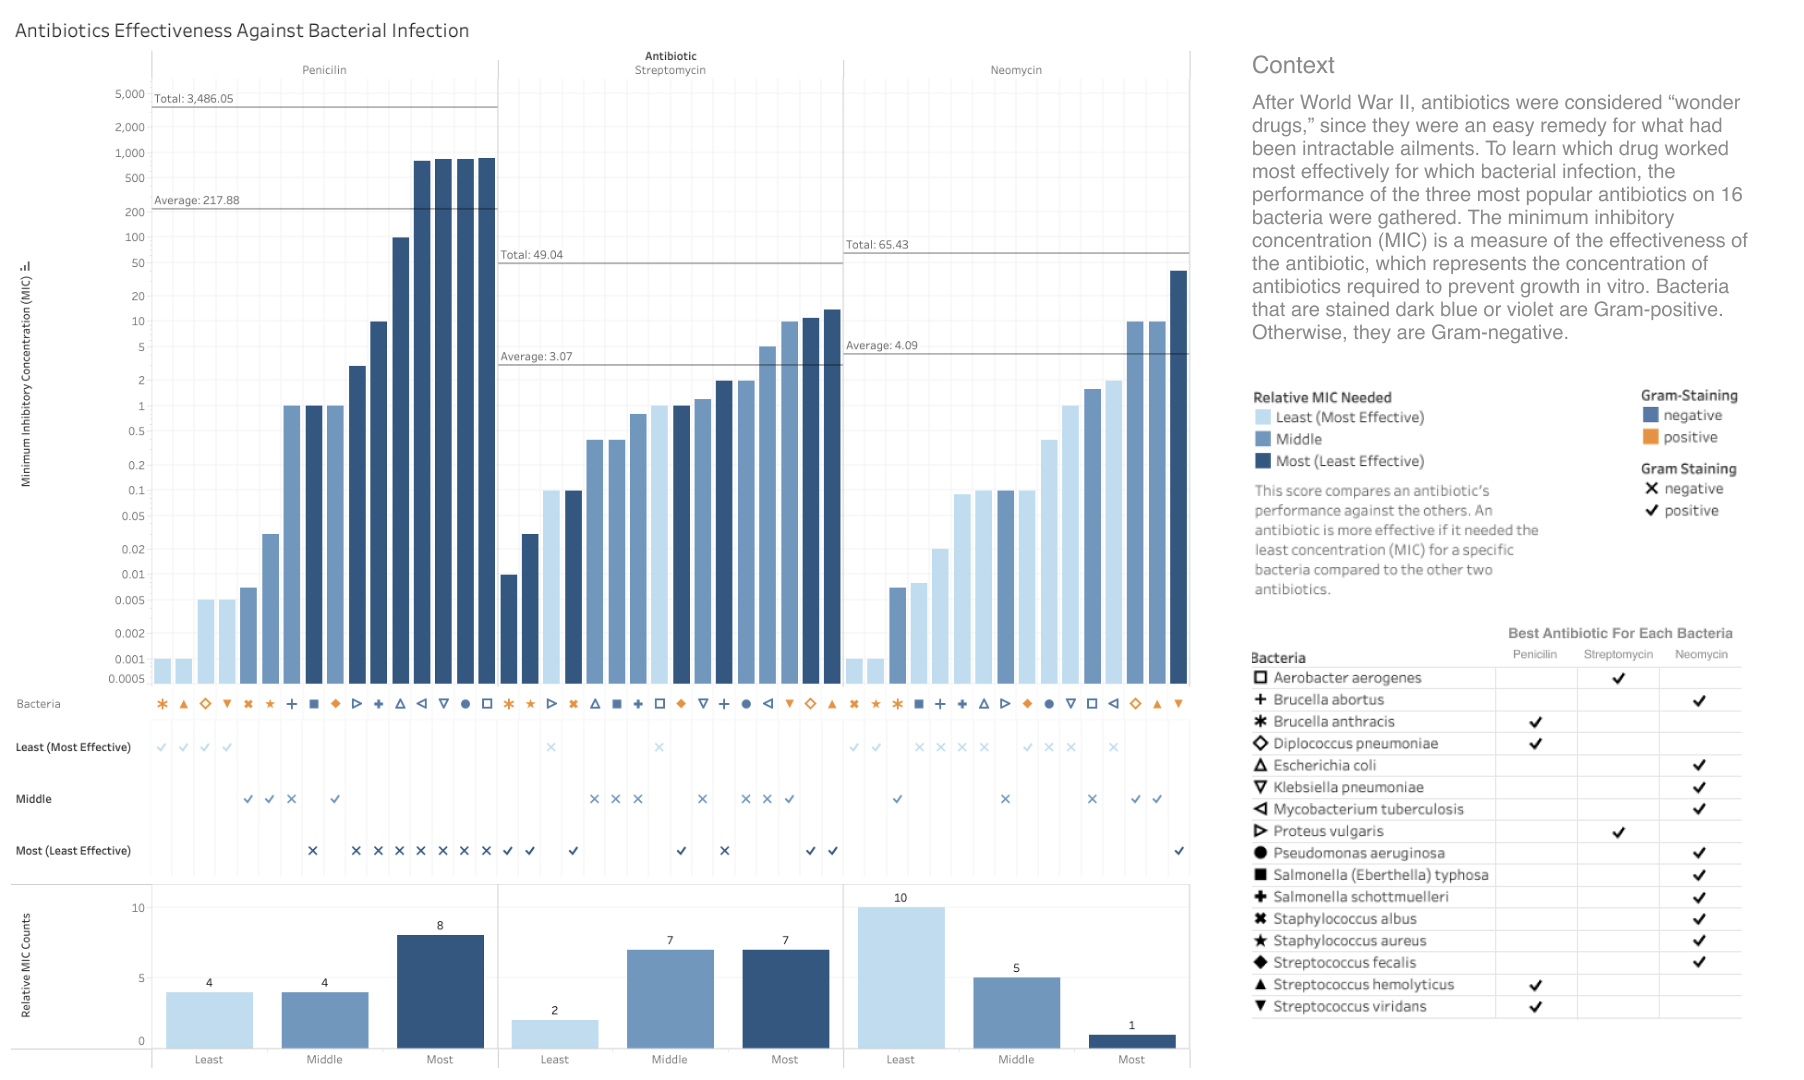 Antibiotics Effectiveness Against Bacterial Infection
Antibiotic
Penicilin
Streptomycin
Neomycin
Minimum Inhibitory Concentration (MIC)
5,000
2,000
1,000
500
200
100
50
20
10
5
2
1
0.5
0.2
0.1
0.05
0.02
0.01
0.005
0.002
0.001
0.0005
Total: 3,486.05
Average: 217.88
Total: 49.04
Average: 3.07
Total: 65.43
Average: 4.09
Bacteria
Least (Most Effective)
Middle
Most (Least Effective)
Relative MIC Counts
10
5
0
4
4
8
2
7
7
10
5
1
Least
Middle
Most
Least
Middle
Most
Least
Middle
Most
Context
After World War II, antibiotics were considered “wonder
drugs,” since they were an easy remedy for what had
been intractable ailments. To learn which drug worked
most effectively for which bacterial infection, the
performance of the three most popular antibiotics on 16
bacteria were gathered. The minimum inhibitory
concentration (MIC) is a measure of the effectiveness of
the antibiotic, which represents the concentration of
antibiotics required to prevent growth in vitro. Bacteria
that are stained dark blue or violet are Gram-positive.
Otherwise, they are Gram-negative.
Relative MIC Needed
Least (Most Effective)
Middle
Most (Least Effective)
This score compares an antibiotic’s
performance against the others. An
antibiotic is more effective if it needed the
least concentration (MIC) for a specific
bacteria compared to the other two
antibiotics.
Gram-Staining
negative
positive
Gram Staining
negative
positive
Best Antibiotic For Each Bacteria
Bacteria
Penicilin
Streptomycin
Neomycin
Aerobacter aerogenes
Brucella abortus
Brucella anthracis
Diplococcus pneumoniae
Escherichia coli
Klebsiella pneumoniae
Mycobacterium tuberculosis
Proteus vulgaris
Pseudomonas aeruginosa
Salmonella (Eberthella) typhosa
Salmonella schottmuelleri
Staphylococcus albus
Staphylococcus aureus
Streptococcus fecalis
Streptococcus hemolyticus
Streptococcus viridans